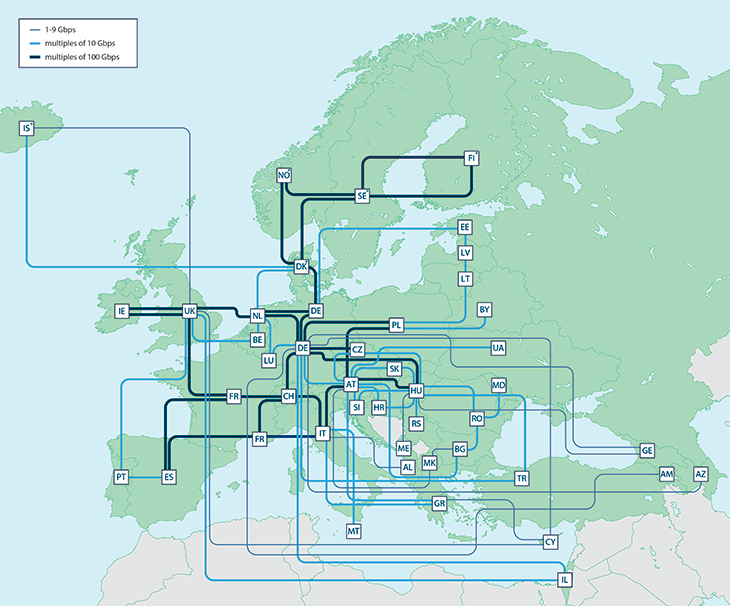 1-9 Gbps
multiples of 10 Gbps
multiples of 100 Gbps
IS*
NO*
FI*
SE*
EE
LV
DK*
LT
IE
UK
NL
DE
BY
PL
BE
LU
DE
CZ
UA
SK
AT
HU
MD
FR
CH
SI
HR
RO
RS
FR
IT
ME
BG
GE
AL
MK
PT
ES
TR
AM
AZ
GR
MT
CY
IL